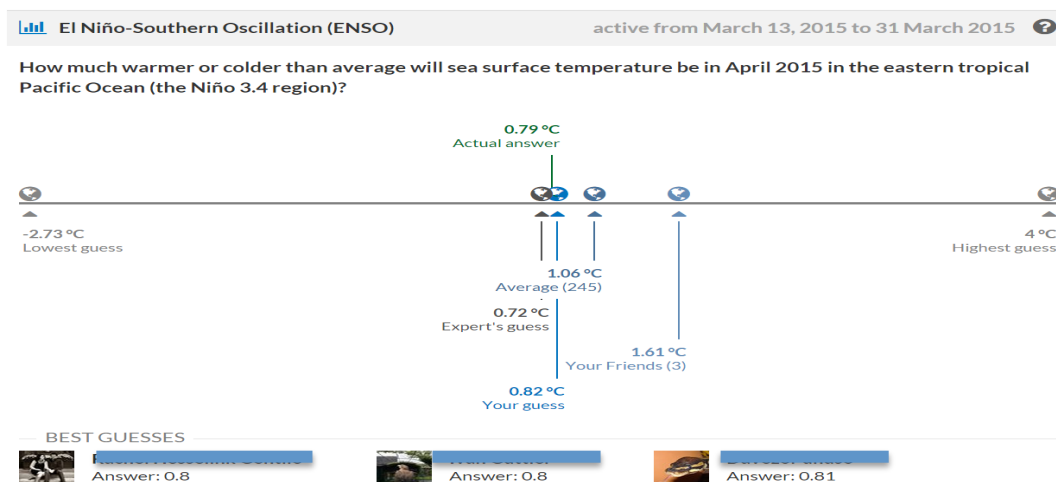 El Niño-Southern Oscillation (ENSO)
active from March 13, 2015 to 31 March 2015 ?
How much warmer or colder than average will sea surface temperature be in April 2015 in the eastern tropical
Pacific Ocean (the Niño 3.4 region)?
0.79 °C
Actual answer
-2.73 °C
Lowest guess
4 °C
Highest guess
1.06 °C
Average (245)
0.72 °C
Expert's guess
1.61 °C
Your Friends (3)
0.82 °C
Your guess
BEST GUESSES
Answer: 0.8
Answer: 0.8
Answer: 0.81